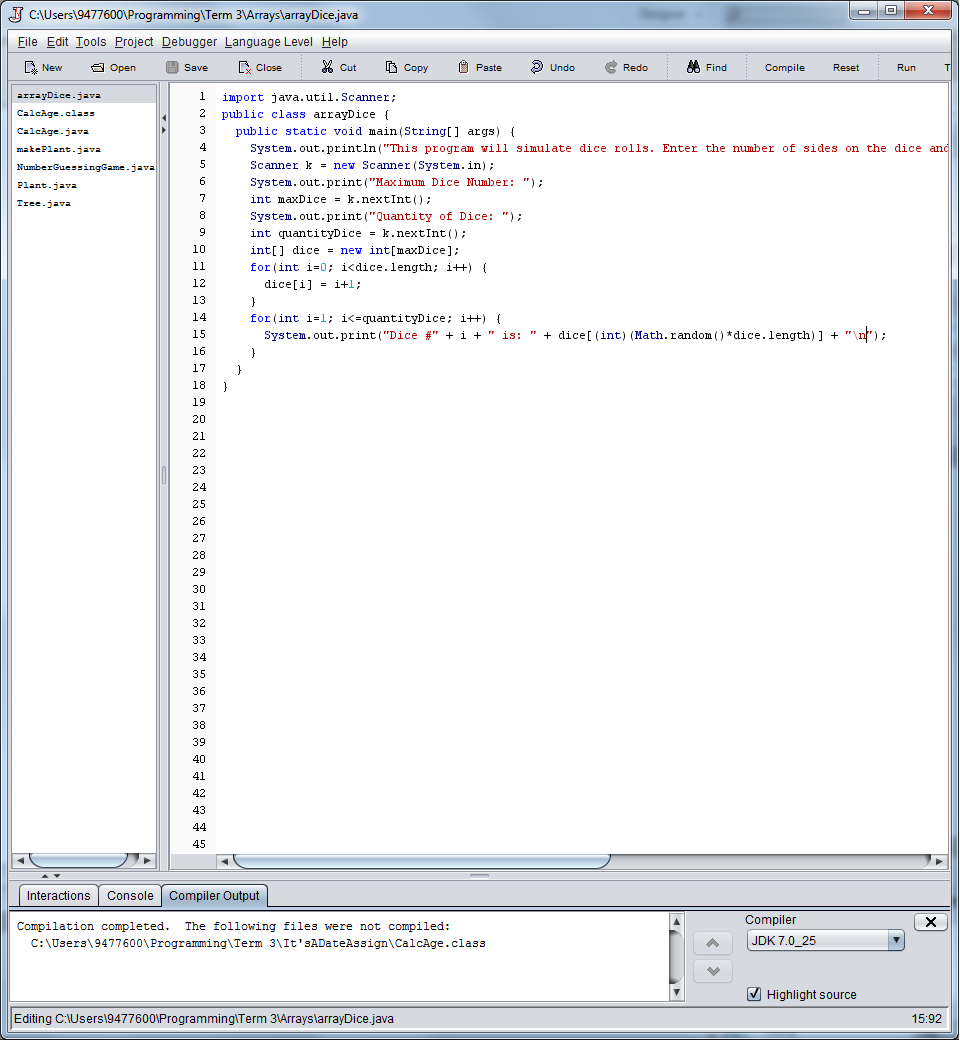 C:\Users\9477600\Programming\Term 3\Arrays\arrayDice.java
File Edit Tools Project Debugger Language Level Help
New Open Save Close Cut Copy Paste Undo Redo Find Compile Reset Run T
arrayDice.java
CalcAge.class
CalcAge.java
makePlant.java
NumberGuessingGame.java
Plant.java
Tree.java
1 import java.util.Scanner;
2 public class arrayDice {
3 public static void main(String[] args) {
4 System.out.println("This program will simulate dice rolls. Enter the number of sides on the dice and
5 Scanner k = new Scanner(System.in);
6 System.out.print("Maximum Dice Number: ");
7 int maxDice = k.nextInt();
8 System.out.print("Quantity of Dice: ");
9 int quantityDice = k.nextInt();
10 int[] dice = new int[maxDice];
11 for(int i=0; i<dice.length; i++) {
12 dice[i] = i+1;
13 }
14 for(int i=1; i<=quantityDice; i++) {
15 System.out.print("Dice #" + i + " is: " + dice[(int)(Math.random()*dice.length)] + "\n");
16 }
17 }
18 }
19
20
21
22
23
24
25
26
27
28
29
30
31
32
33
34
35
36
37
38
39
40
41
42
43
44
45
Interactions Console Compiler Output
Compilation completed. The following files were not compiled:
C:\Users\9477600\Programming\Term 3\It'sADateAssign\CalcAge.class
Compiler
JDK 7.0_25
Highlight source
Editing C:\Users\9477600\Programming\Term 3\Arrays\arrayDice.java 15:92